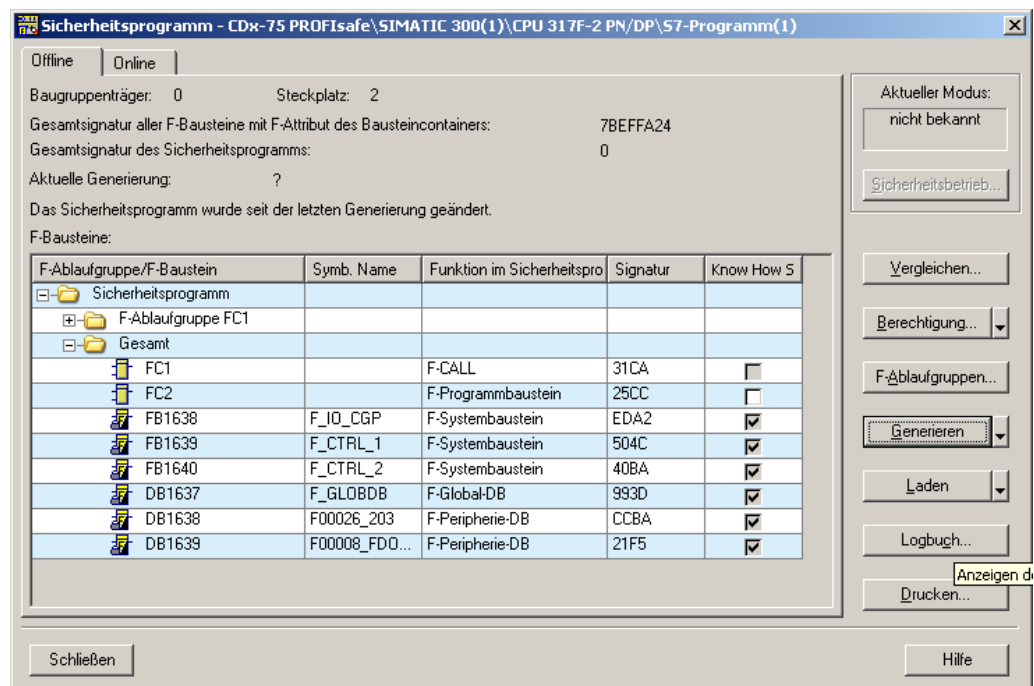 Sicherheitsprogramm - CDx-75 PROFIsafe\SIMATIC 300(1)\CPU 317F-2 PN/DP\S7-Programm(1)
Offline Online
Baugruppenträger: 0 Steckplatz: 2
Gesamtsignatur aller F-Bausteine mit F-Attribut des Bausteincontainers: 7BEFFA24
Gesamtsignatur des Sicherheitsprogramms: 0
Aktuelle Generierung: ?
Das Sicherheitsprogramm wurde seit der letzten Generierung geändert.
F-Bausteine:
F-Ablaufgruppe/F-Baustein Symb. Name Funktion im Sicherheitspro Signatur Know How S
Sicherheitsprogramm
F-Ablaufgruppe FC1
Gesamt
FC1 F-CALL 31CA
FC2 F-Programmbaustein 25CC
FB1638 F_IO_CGP F-Systembaustein EDA2
FB1639 F_CTRL_1 F-Systembaustein 504C
FB1640 F_CTRL_2 F-Systembaustein 40BA
DB1637 F_GLOBDB F-Global-DB 993D
DB1638 F00026_203 F-Peripherie-DB CCBA
DB1639 F00008_FDO... F-Peripherie-DB 21F5
Aktueller Modus:
nicht bekannt
Sicherheitsbetrieb...
Vergleichen...
Berechtigung...
F-Ablaufgruppen...
Generieren
Laden
Logbuch...
Anzeigen de
Drucken...
Schließen Hilfe